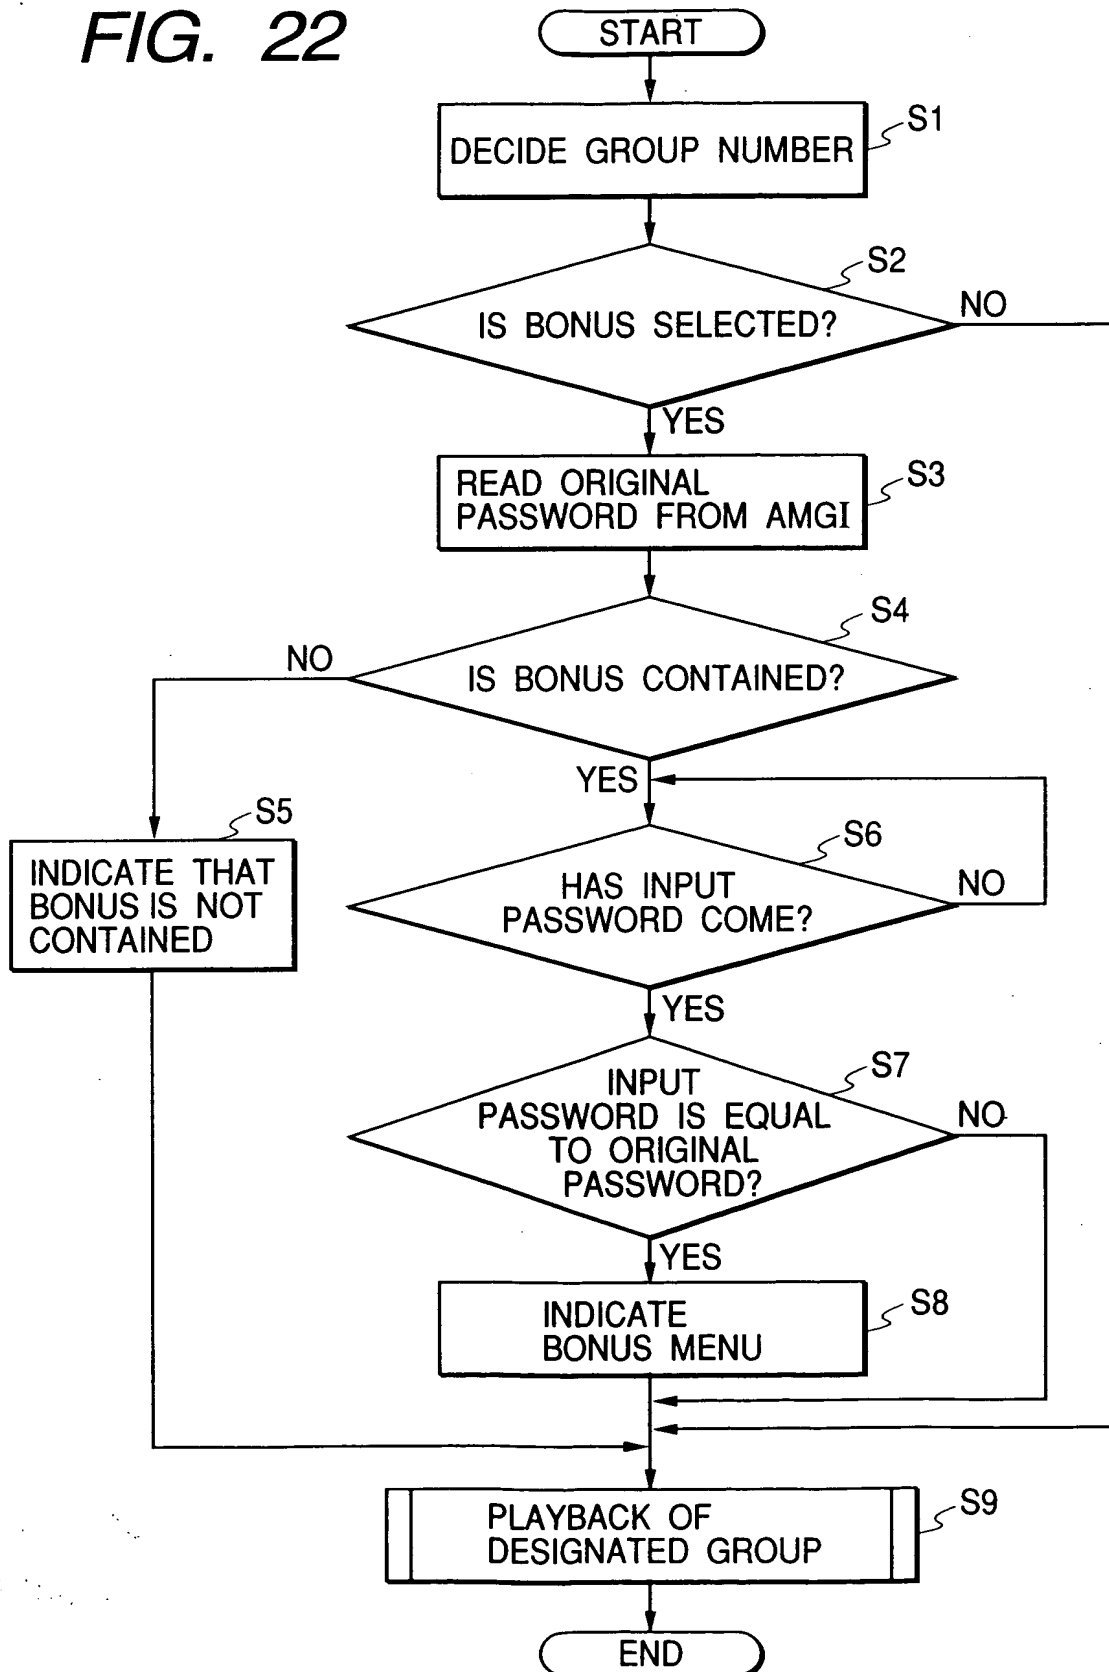 FIG. 22
START
DECIDE GROUP NUMBER
S1
IS BONUS SELECTED?
S2
NO
YES
READ ORIGINAL
PASSWORD FROM AMGI
S3
IS BONUS CONTAINED?
S4
NO
YES
INDICATE THAT
BONUS IS NOT
CONTAINED
S5
HAS INPUT
PASSWORD COME?
S6
NO
YES
INPUT
PASSWORD IS EQUAL
TO ORIGINAL
PASSWORD?
S7
NO
YES
INDICATE
BONUS MENU
S8
PLAYBACK OF
DESIGNATED GROUP
S9
END